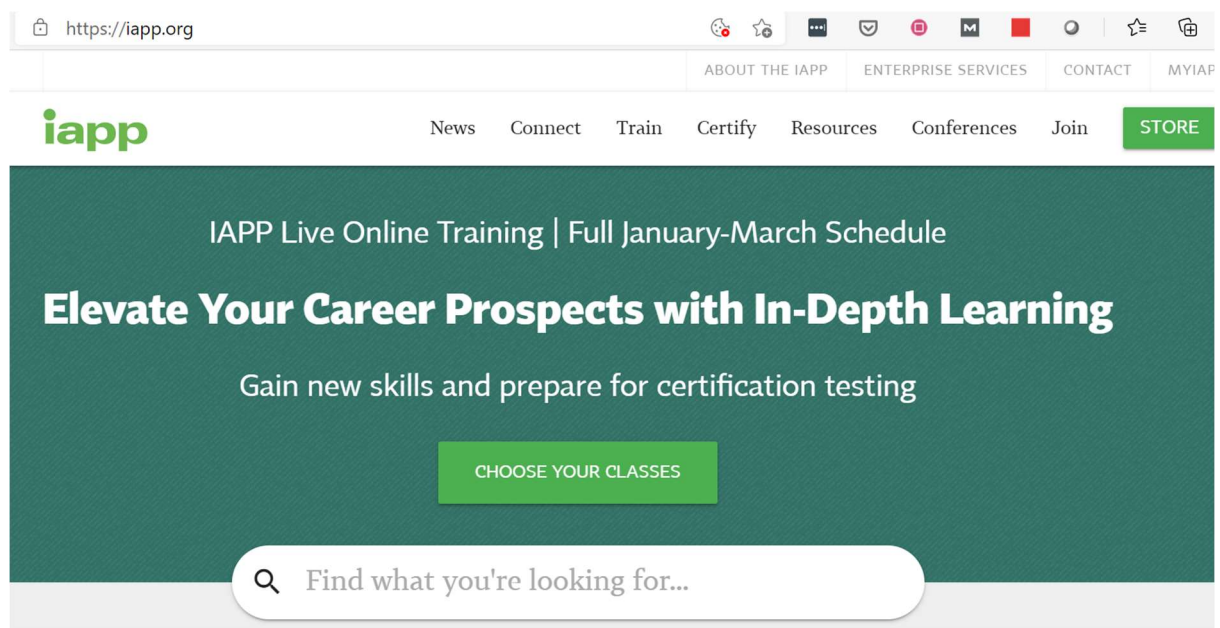 https://iapp.org
ABOUT THE IAPP ENTERPRISE SERVICES CONTACT MYIAP
iapp News Connect Train Certify Resources Conferences Join STORE
IAPP Live Online Training | Full January-March Schedule
Elevate Your Career Prospects with In-Depth Learning
Gain new skills and prepare for certification testing
CHOOSE YOUR CLASSES
Find what you're looking for...